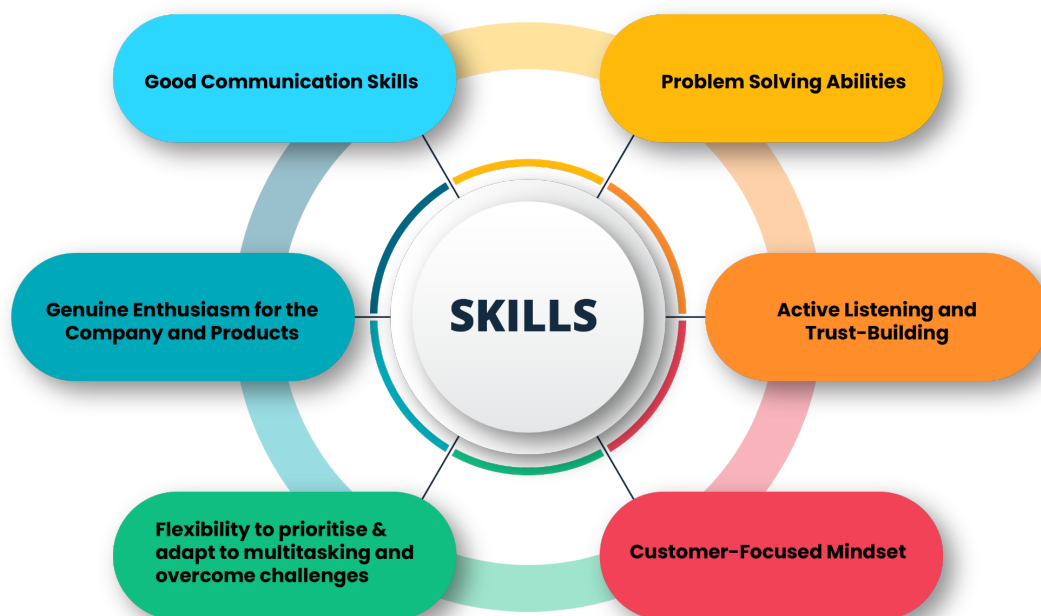 Good Communication Skills
Problem Solving Abilities
Genuine Enthusiasm for the
Company and Products
SKILLS
Active Listening and
Trust-Building
Flexibility to prioritise &
adapt to multitasking and
overcome challenges
Customer-Focused Mindset